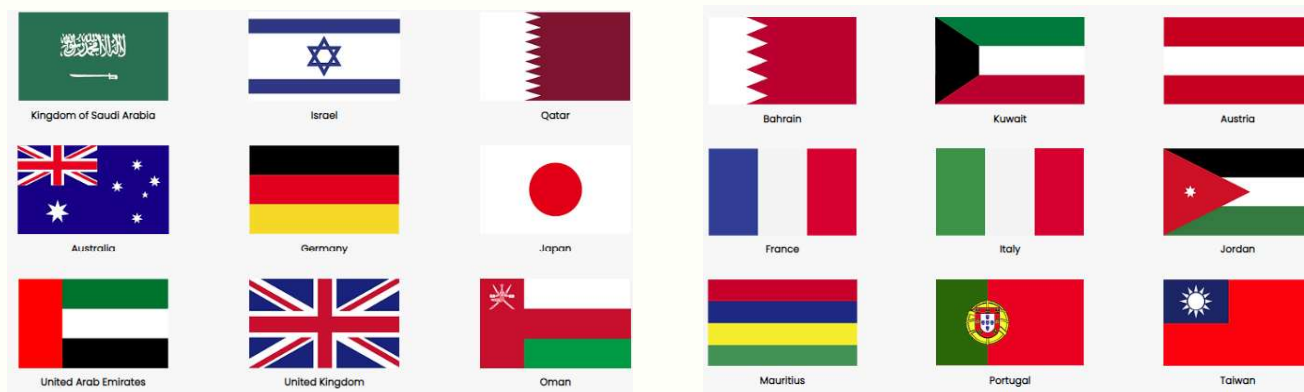 Kingdom of Saudi Arabia
Israel
Qatar
Australia
Germany
Japan
United Arab Emirates
United Kingdom
Oman
Bahrain
Kuwait
Austria
France
Italy
Jordan
Mauritius
Portugal
Taiwan